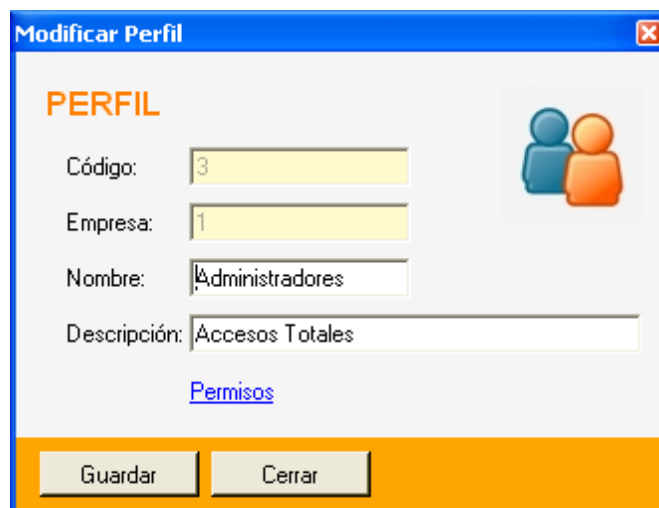 Modificar Perfil
PERFIL
Código: 3
Empresa: 1
Nombre: Administradores
Descripción: Accesos Totales
Permisos
Guardar Cerrar